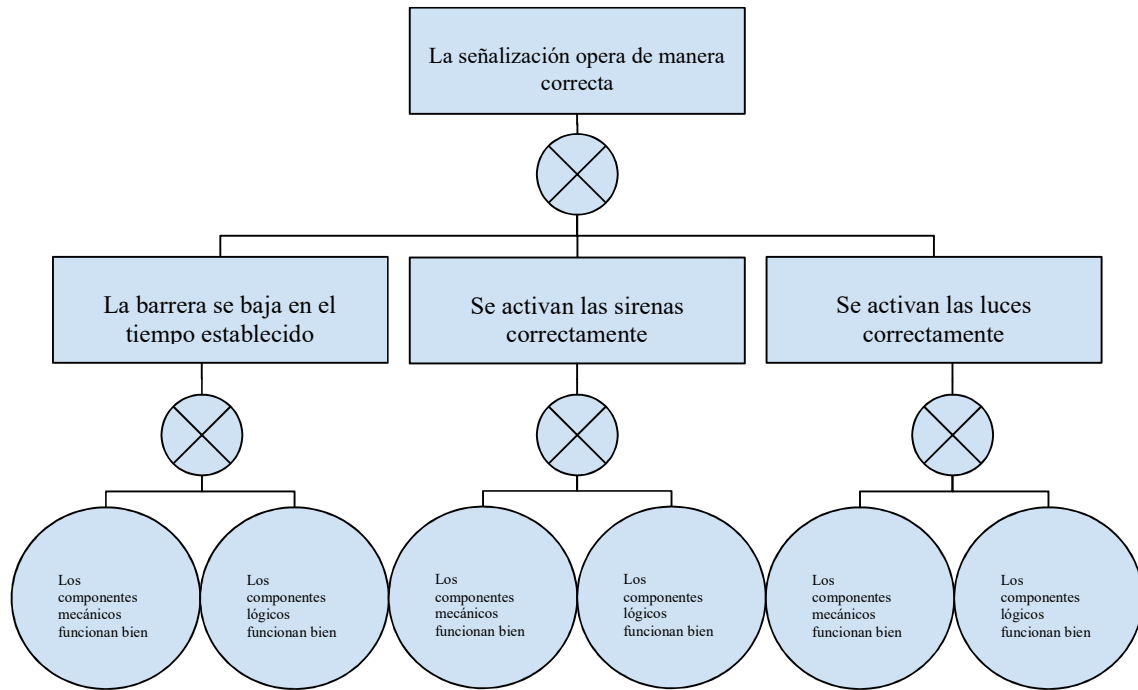 La señalización opera de manera
correcta
La barrera se baja en el
tiempo establecido
Se activan las sirenas
correctamente
Se activan las luces
correctamente
Los
componentes
mecánicos
funcionan bien
Los
componentes
lógicos
funcionan bien
Los
componentes
mecánicos
funcionan bien
Los
componentes
lógicos
funcionan bien
Los
componentes
mecánicos
funcionan bien
Los
componentes
lógicos
funcionan bien